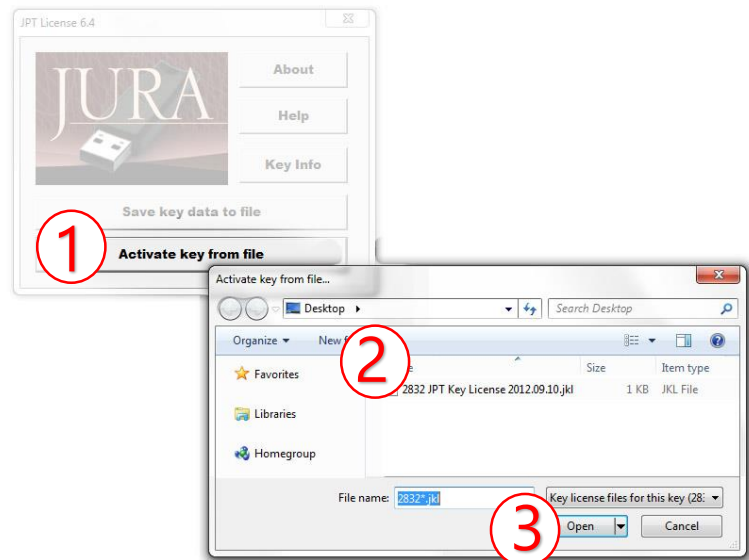 JPT License 6.4
JURA
About
Help
Key Info
Save key data to file
1
Activate key from file
Activate key from file...
Desktop
Search Desktop
Organize
New
2
Size
Item type
Favorites
2832 JPT Key License 2012.09.10.jkl
1 KB
JKL File
Libraries
Homegroup
File name:
2832*.jkl
Key license files for this key (283
3
Open
Cancel